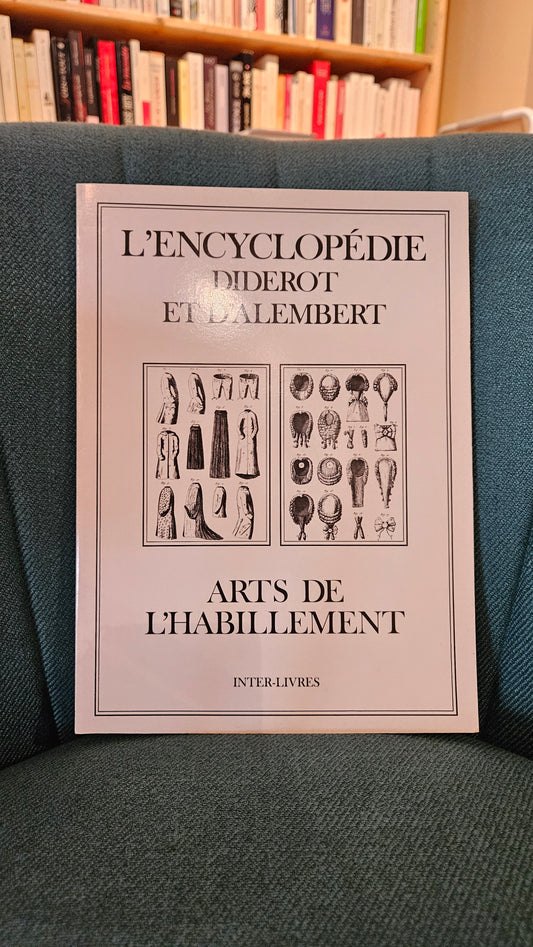 L'ENCYCLOPÉDIE
DIDEROT
ET D'ALEMBERT
ARTS DE
L'HABILLEMENT
INTER-LIVRES